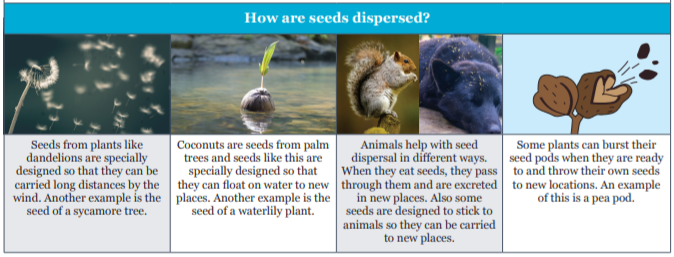 How are seeds dispersed?
Seeds from plants like
dandelions are specially
designed so that they can be
carried long distances by the
wind. Another example is the
seed of a sycamore tree.
Coconuts are seeds from palm
trees and seeds like this are
specially designed so that
they can float on water to new
places. Another example is the
seed of a waterlily plant.
Animals help with seed
dispersal in different ways.
When they eat seeds, they pass
through them and are excreted
in new places. Also some
seeds are designed to stick to
animals so they can be carried
to new places.
Some plants can burst their
seed pods when they are ready
to and throw their own seeds
to new locations. An example
of this is a pea pod.